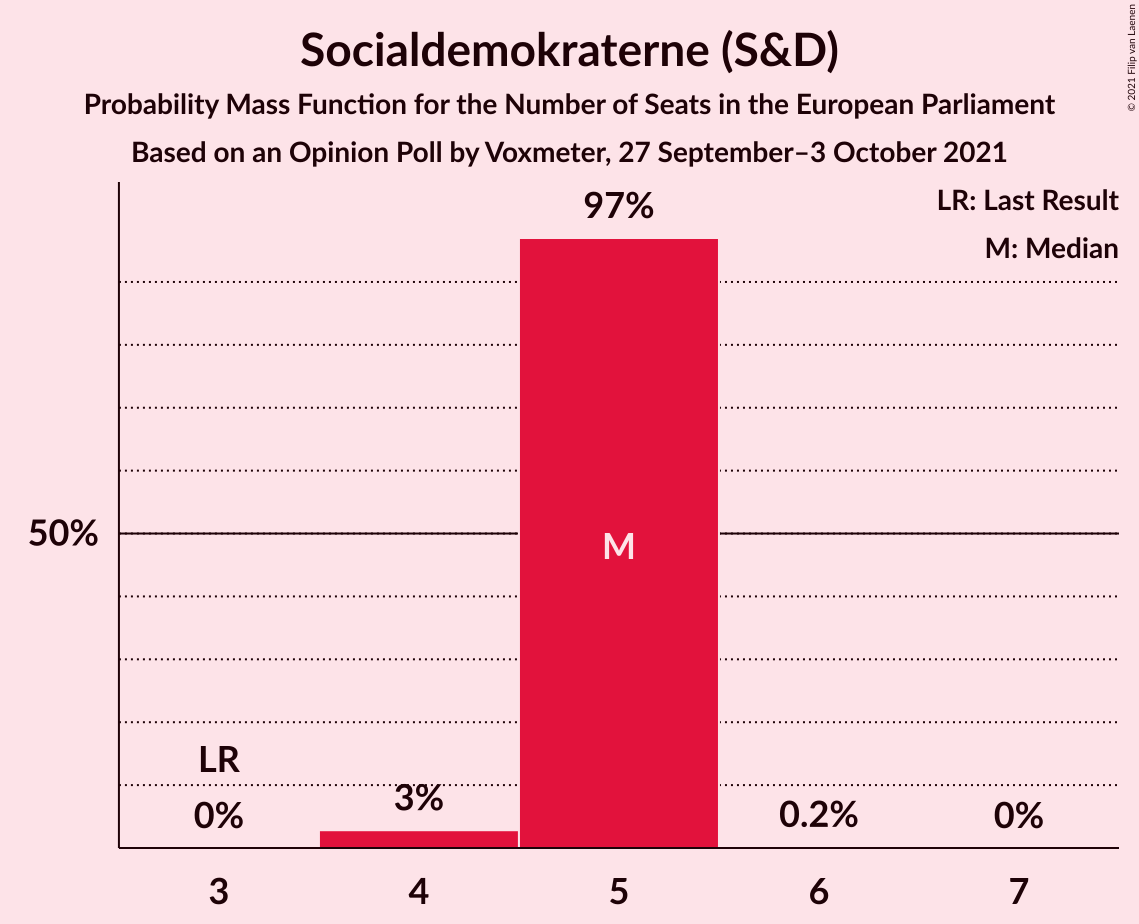 Socialdemokraterne (S&D)
Probability Mass Function for the Number of Seats in the European Parliament
Based on an Opinion Poll by Voxmeter, 27 September–3 October 2021
© 2021 Filip van Laenen
LR: Last Result
M: Median
97%
50%
M
LR
0%
3%
0.2%
0%
3
4
5
6
7